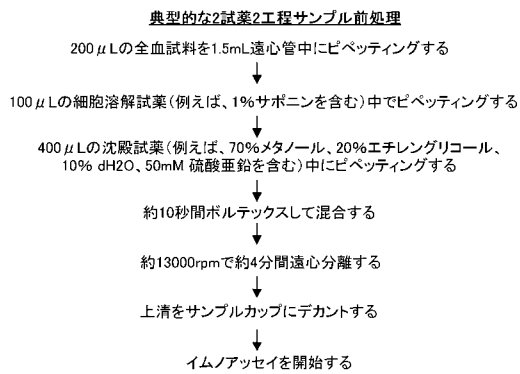 典型的な2試薬2工程サンプル前処理
200μLの全血試料を1.5mL遠心管中にピペッティングする
100μLの細胞溶解試薬(例えば、1%サポニンを含む)中でピペッティングする
400μLの沈殿試薬(例えば、70%メタノール、20%エチレングリコール、
10% dH2O、50mM 硫酸亜鉛を含む)中にピペッティングする
約10秒間ボルテックスして混合する
約13000rpmで約4分間遠心分離する
上清をサンプルカップにデカントする
イムノアッセイを開始する